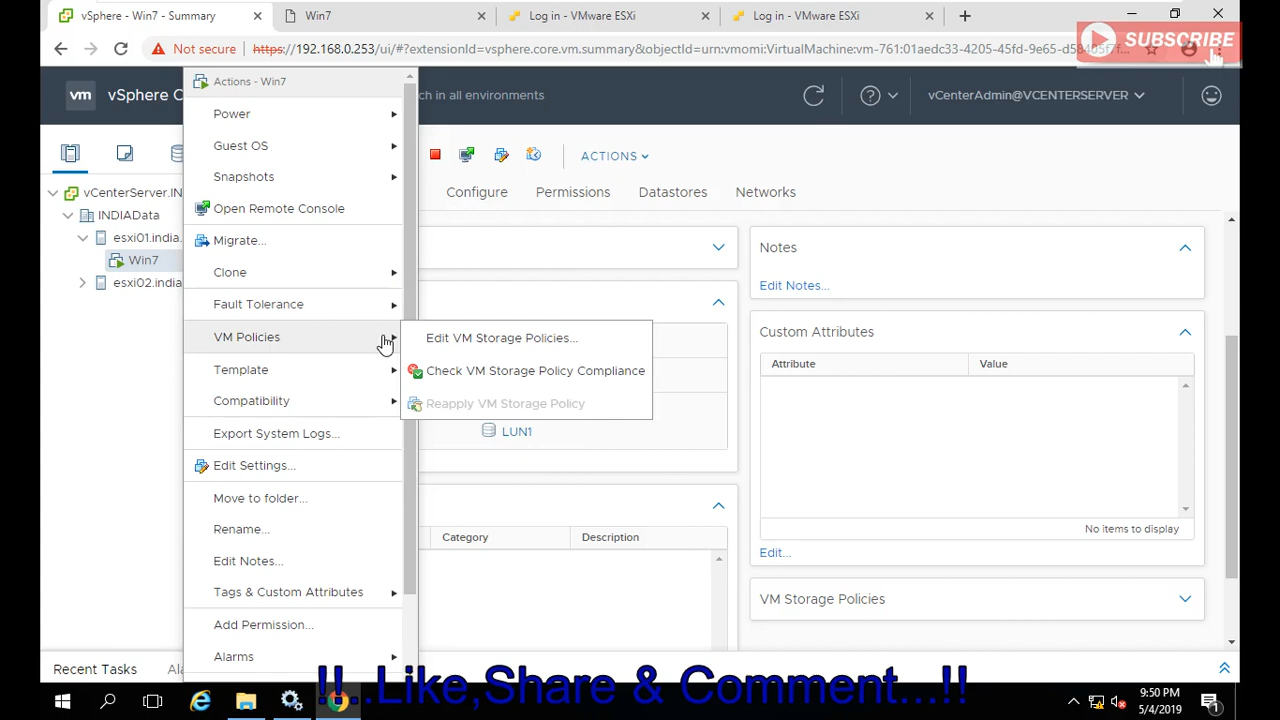 vSphere - Win7 - Summary
Win7
Log in - VMware ESXi
Log in - VMware ESXi
Not secure
https://192.168.0.253/ui/#?extensionId=vsphere.core.vm.summary&objectId=urn:vmomi:VirtualMachine:vm-761:01aedc33-4205-45fd-9e65-d58405f7f...
SUBSCRIBE
vm
vSphere C
ch in all environments
vCenterAdmin@VCENTERSERVER
Actions - Win7
Power
Guest OS
Snapshots
Open Remote Console
Migrate...
Clone
Fault Tolerance
VM Policies
Template
Compatibility
Export System Logs...
Edit Settings...
Move to folder...
Rename...
Edit Notes...
Tags & Custom Attributes
Add Permission...
Alarms
Edit VM Storage Policies...
Check VM Storage Policy Compliance
Reapply VM Storage Policy
vCenterServer.IN
INDIAData
esxi01.india.
Win7
esxi02.india
ACTIONS
Configure
Permissions
Datastores
Networks
LUN1
Category
Description
Notes
Edit Notes...
Custom Attributes
Attribute
Value
No items to display
Edit...
VM Storage Policies
Recent Tasks
Al
!!...Like,Share & Comment...!!
9:50 PM
5/4/2019
1